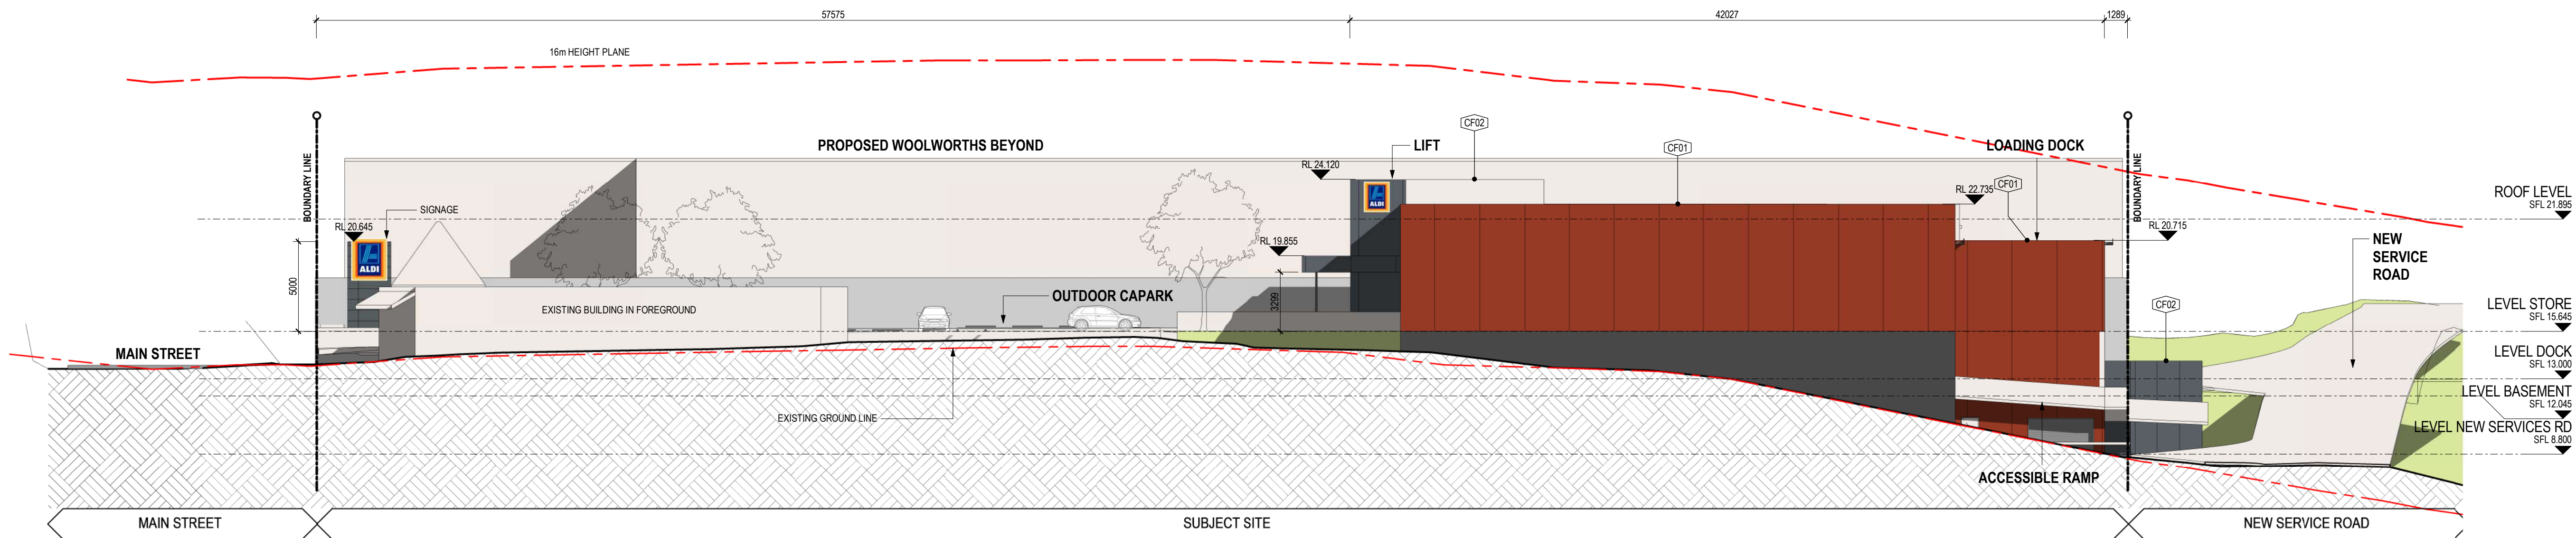 57575
42027
1289
16m HEIGHT PLANE
CF02
PROPOSED WOOLWORTHS BEYOND
LIFT
CF01
LOADING DOCK
BOUNDARY LINE
BOUNDARY LINE
RL 24.120
ALDI
RL 22.735
CF01
ROOF LEVEL
SFL 21.895
SIGNAGE
RL 20.645
RL 20.715
RL 19.855
NEW
SERVICE
ROAD
ALDI
5000
OUTDOOR CAPARK
3299
EXISTING BUILDING IN FOREGROUND
CF02
LEVEL STORE
SFL 15.645
MAIN STREET
LEVEL DOCK
SFL 13.000
LEVEL BASEMENT
SFL 12.045
EXISTING GROUND LINE
LEVEL NEW SERVICES RD
SFL 8.800
ACCESSIBLE RAMP
MAIN STREET
SUBJECT SITE
NEW SERVICE ROAD